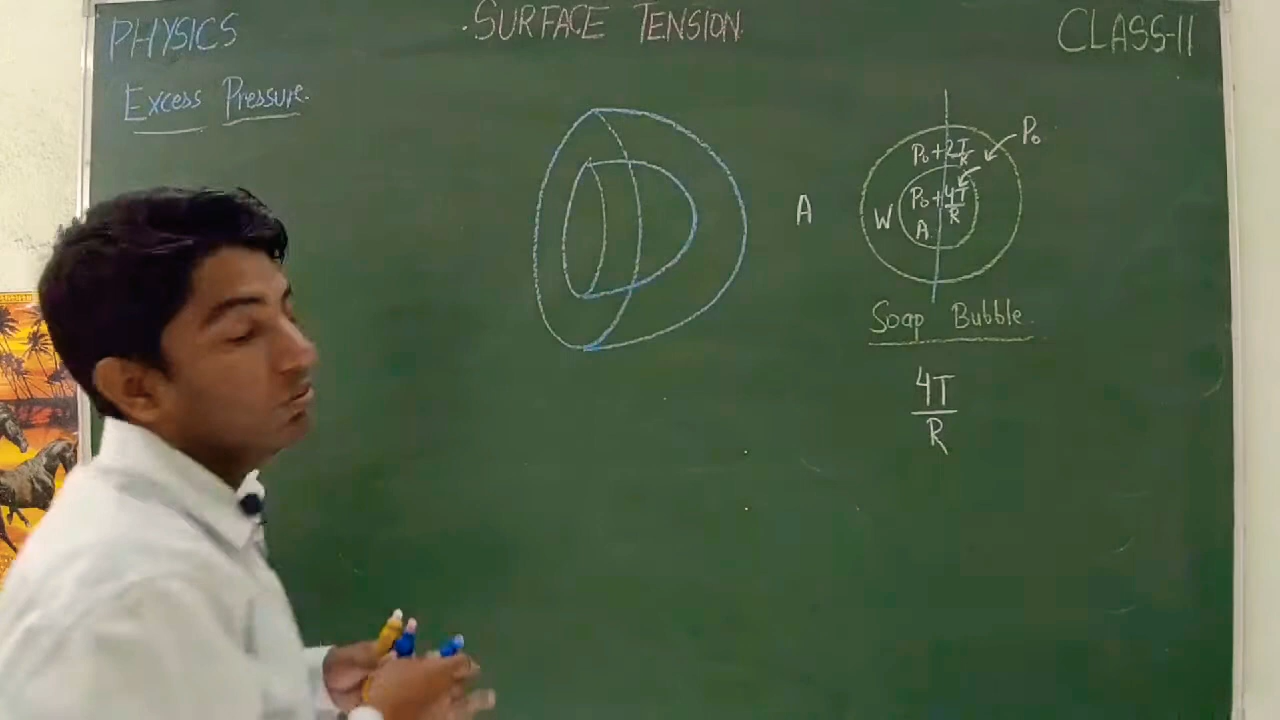 PHYSICS
SURFACE TENSION
CLASS-11
Excess Pressure.
P₀
P₀ + 2T/R
P₀ + 4T/R
W
A
A
Soap Bubble.
4T
R